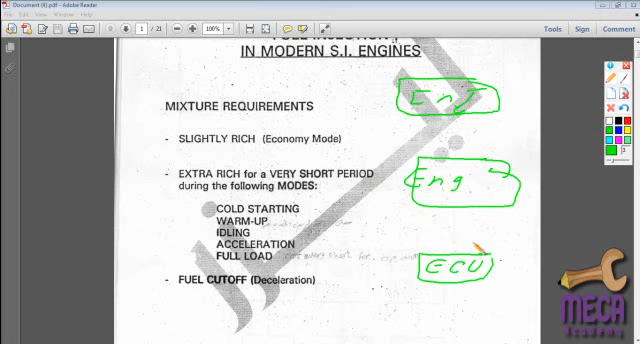 Document (4).pdf - Adobe Reader
File Edit View Window Help
1 / 21
100%
Tools Sign Comment
IN MODERN S.I. ENGINES
MIXTURE REQUIREMENTS
- SLIGHTLY RICH (Economy Mode)
- EXTRA RICH for a VERY SHORT PERIOD
during the following MODES:
COLD STARTING
WARM-UP
IDLING
ACCELERATION
FULL LOAD
- FUEL CUTOFF (Deceleration)
Eng
ECU
MECA
Academy